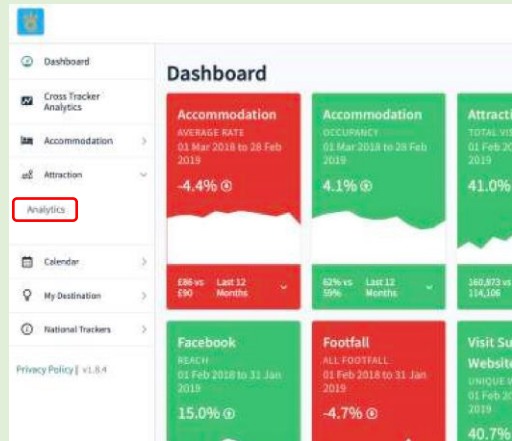 Dashboard
Cross Tracker
Analytics
Accommodation
Attraction
Analytics
Calendar
My Destination
National Trackers
Privacy Policy | v1.8.4
Dashboard
Accommodation
AVERAGE RATE
01 Mar 2018 to 28 Feb
2019
-4.4%
£86 vs
£90
Last 12
Months
Accommodation
OCCUPANCY
01 Mar 2018 to 28 Feb
2019
4.1%
62% vs
59%
Last 12
Months
Attracti
TOTAL VIS
01 Feb 20
2019
41.0%
160,873 vs
114,106
Facebook
REACH
01 Feb 2018 to 31 Jan
2019
15.0%
Footfall
ALL FOOTFALL
01 Feb 2018 to 31 Jan
2019
-4.7%
Visit Su
Website
UNIQUE V
01 Feb 20
2019
40.7%